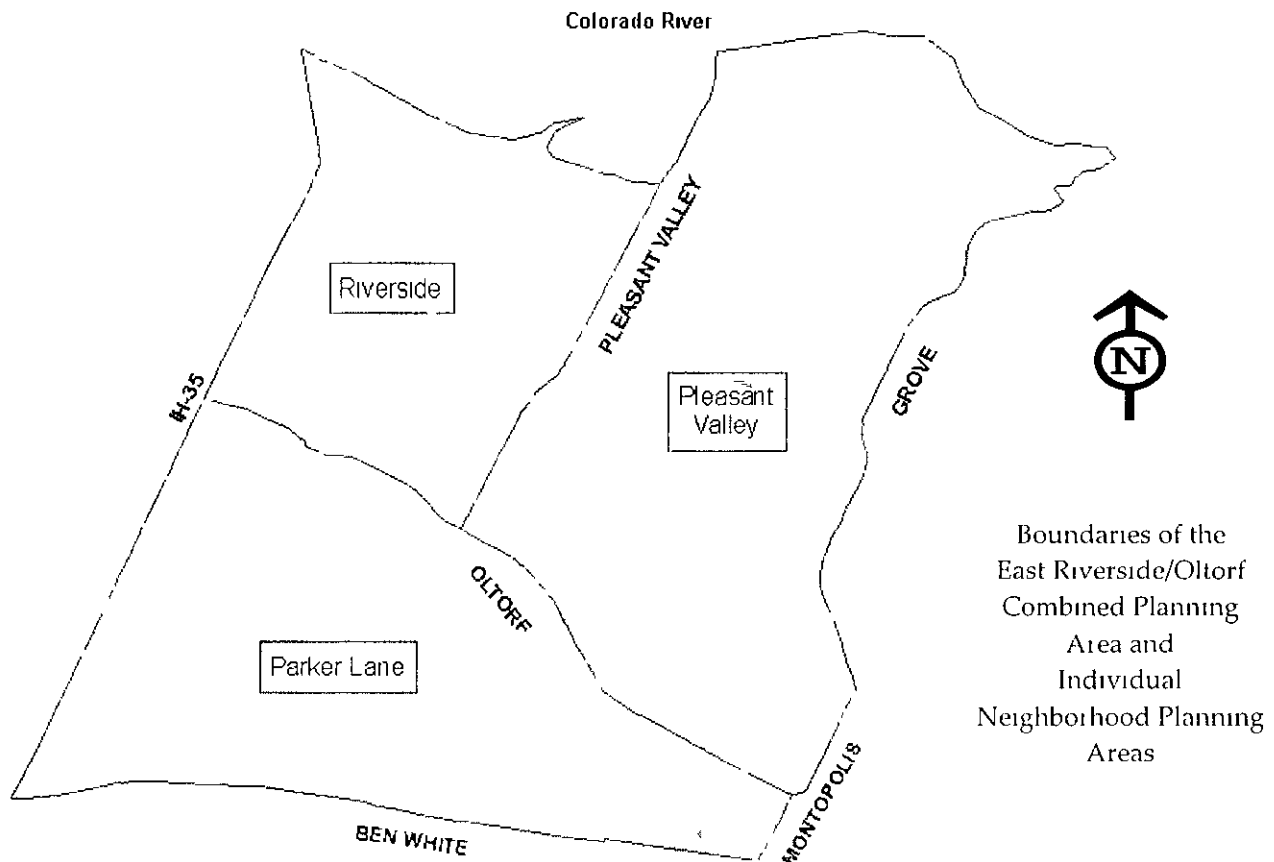 Colorado River
PLEASANT VALLEY
Riverside
IH-35
Pleasant
Valley
GROVE
N
OLTORF
Parker Lane
MONTOPOLIS
BEN WHITE
Boundaries of the
East Riverside/Oltorf
Combined Planning
Area and
Individual
Neighborhood Planning
Areas